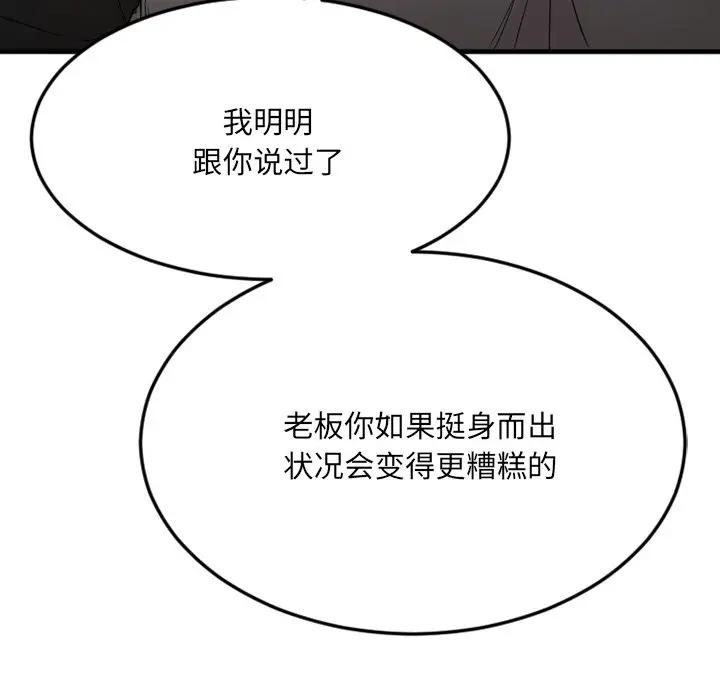 我明明
跟你说过了
老板你如果挺身而出
状况会变得更糟糕的